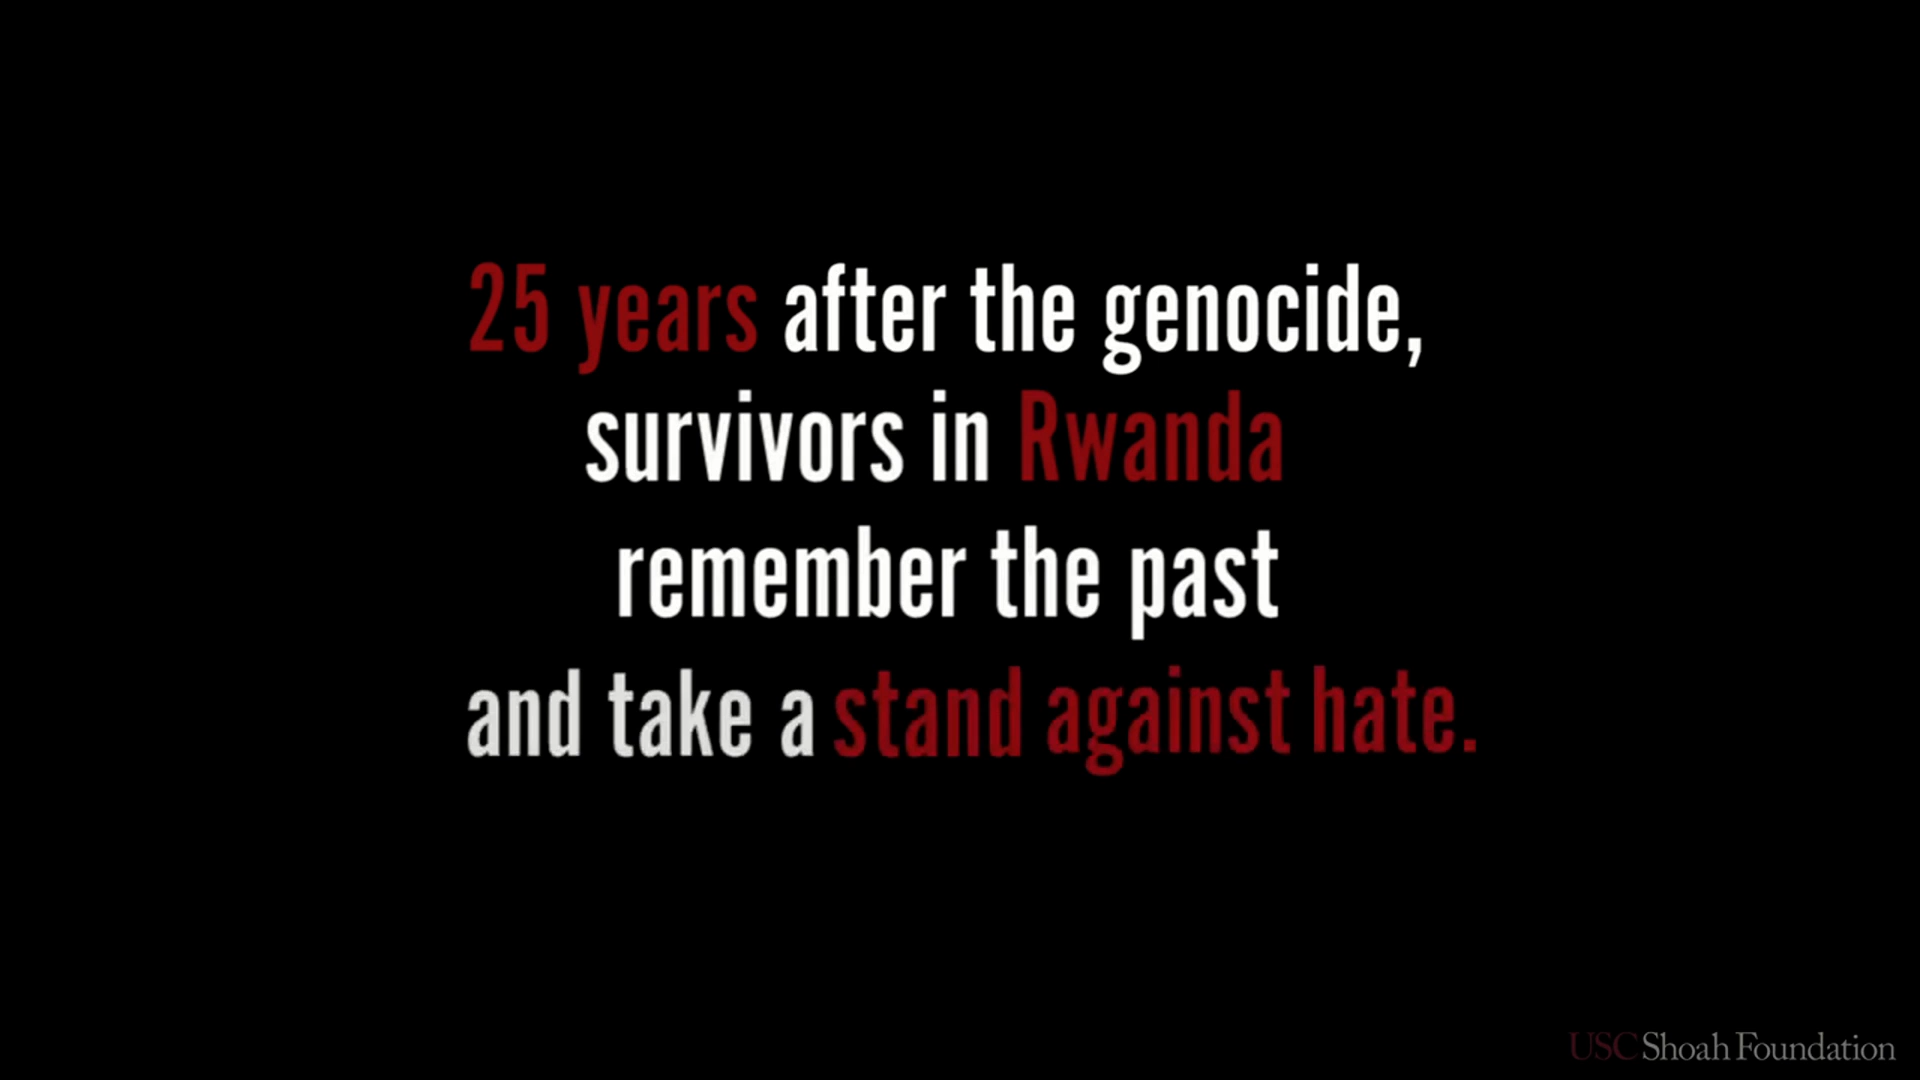 25 years after the genocide,
survivors in Rwanda
remember the past
and take a stand against hate.
USC Shoah Foundation